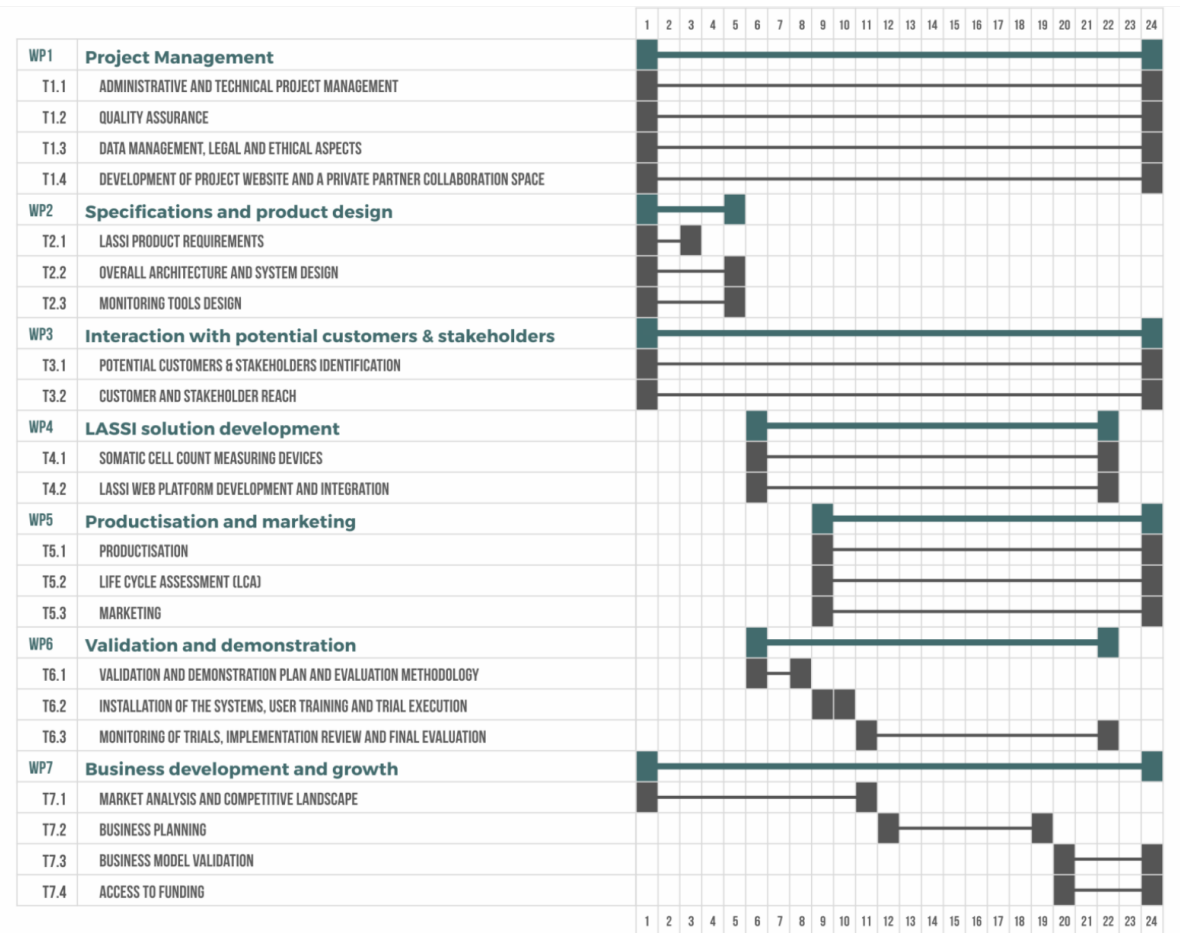 1 2 3 4 5 6 7 8 9 10 11 12 13 14 15 16 17 18 19 20 21 22 23 24
WP1 Project Management
T1.1 ADMINISTRATIVE AND TECHNICAL PROJECT MANAGEMENT
T1.2 QUALITY ASSURANCE
T1.3 DATA MANAGEMENT, LEGAL AND ETHICAL ASPECTS
T1.4 DEVELOPMENT OF PROJECT WEBSITE AND A PRIVATE PARTNER COLLABORATION SPACE
WP2 Specifications and product design
T2.1 LASSI PRODUCT REQUIREMENTS
T2.2 OVERALL ARCHITECTURE AND SYSTEM DESIGN
T2.3 MONITORING TOOLS DESIGN
WP3 Interaction with potential customers & stakeholders
T3.1 POTENTIAL CUSTOMERS & STAKEHOLDERS IDENTIFICATION
T3.2 CUSTOMER AND STAKEHOLDER REACH
WP4 LASSI solution development
T4.1 SOMATIC CELL COUNT MEASURING DEVICES
T4.2 LASSI WEB PLATFORM DEVELOPMENT AND INTEGRATION
WP5 Productisation and marketing
T5.1 PRODUCTISATION
T5.2 LIFE CYCLE ASSESSMENT (LCA)
T5.3 MARKETING
WP6 Validation and demonstration
T6.1 VALIDATION AND DEMONSTRATION PLAN AND EVALUATION METHODOLOGY
T6.2 INSTALLATION OF THE SYSTEMS, USER TRAINING AND TRIAL EXECUTION
T6.3 MONITORING OF TRIALS, IMPLEMENTATION REVIEW AND FINAL EVALUATION
WP7 Business development and growth
T7.1 MARKET ANALYSIS AND COMPETITIVE LANDSCAPE
T7.2 BUSINESS PLANNING
T7.3 BUSINESS MODEL VALIDATION
T7.4 ACCESS TO FUNDING
1 2 3 4 5 6 7 8 9 10 11 12 13 14 15 16 17 18 19 20 21 22 23 24